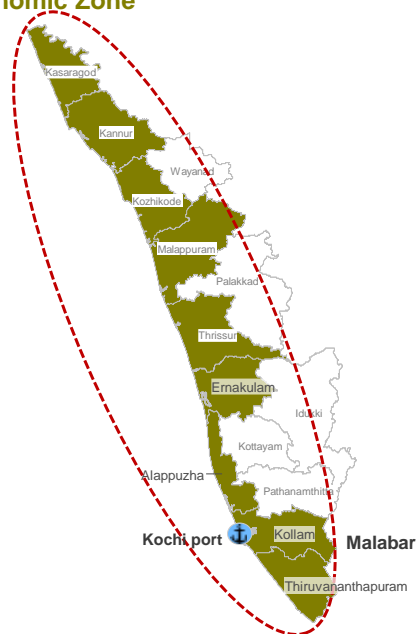 nomic Zone
Kasaragod
Kannur
Wayanad
Kozhikode
Malappuram
Palakkad
Thrissur
Ernakulam
Idukki
Kottayam
Alappuzha
Pathanamthitta
Kochi port
Kollam
Malabar
Thiruvananthapuram